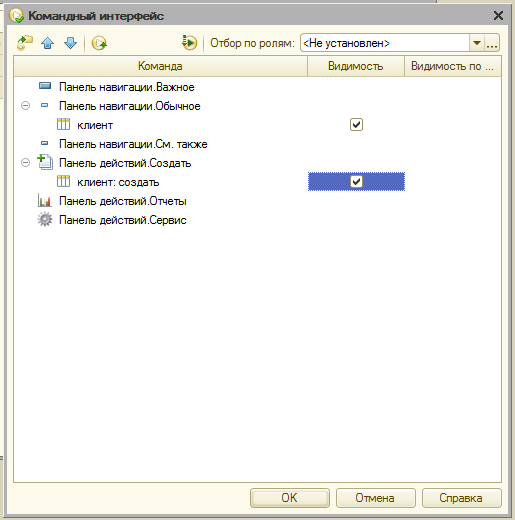 Командный интерфейс
Отбор по ролям: <Не установлен>
Команда Видимость Видимость по ...
Панель навигации.Важное
Панель навигации.Обычное
клиент
Панель навигации.См. также
Панель действий.Создать
клиент: создать
Панель действий.Отчеты
Панель действий.Сервис
OK Отмена Справка